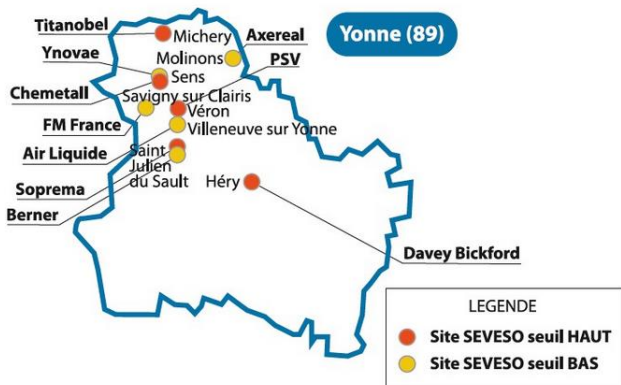 Titanobel
Michery
Axereal
Yonne (89)
Ynovae
Molinons
PSV
Sens
Chemetall
Savigny sur Clairis
Véron
FM France
Villeneuve sur Yonne
Air Liquide
Saint
Julien
du Sault
Héry
Soprema
Berner
Davey Bickford
LEGENDE
Site SEVESO seuil HAUT
Site SEVESO seuil BAS